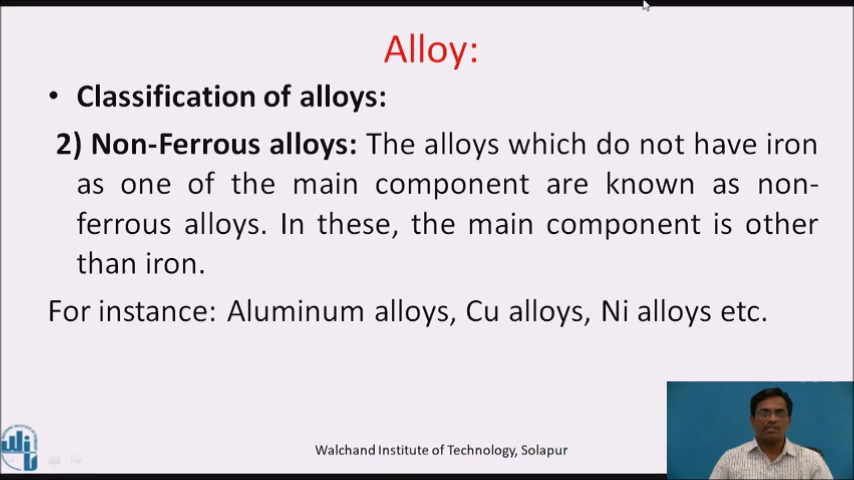 Alloy:
• Classification of alloys:
2) Non-Ferrous alloys: The alloys which do not have iron
as one of the main component are known as non-
ferrous alloys. In these, the main component is other
than iron.
For instance: Aluminum alloys, Cu alloys, Ni alloys etc.
Walchand Institute of Technology, Solapur